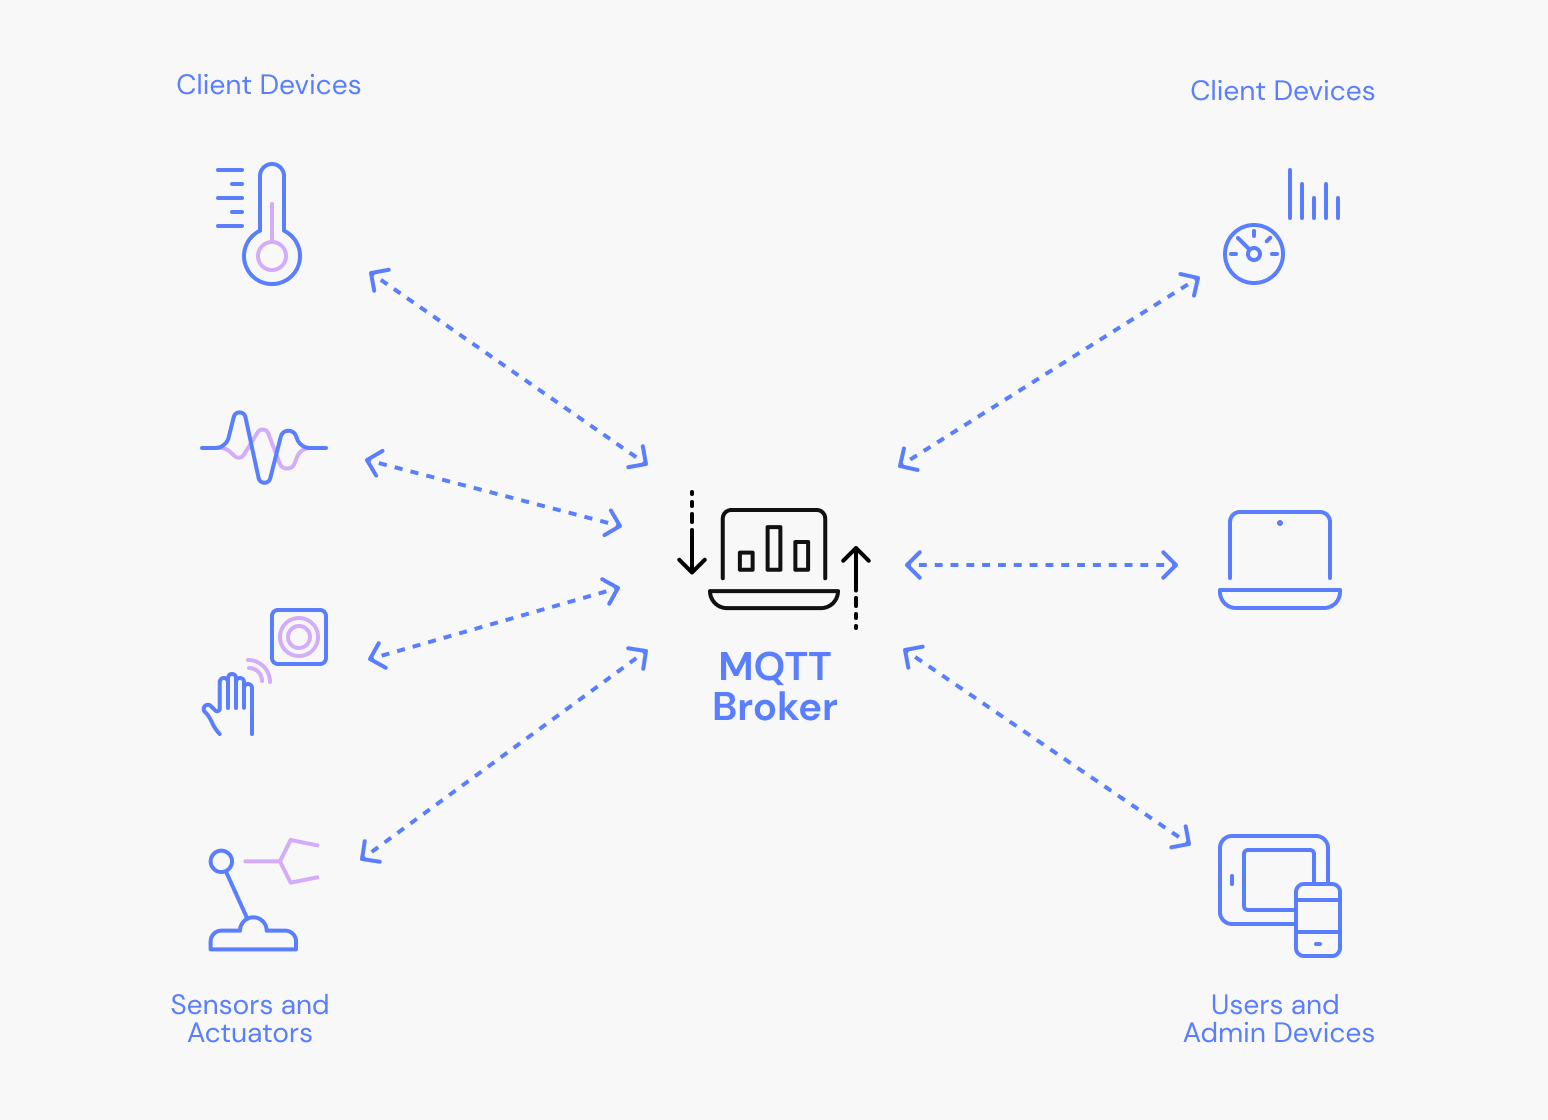 Client Devices
Client Devices
MQTT
Broker
Sensors and
Actuators
Users and
Admin Devices